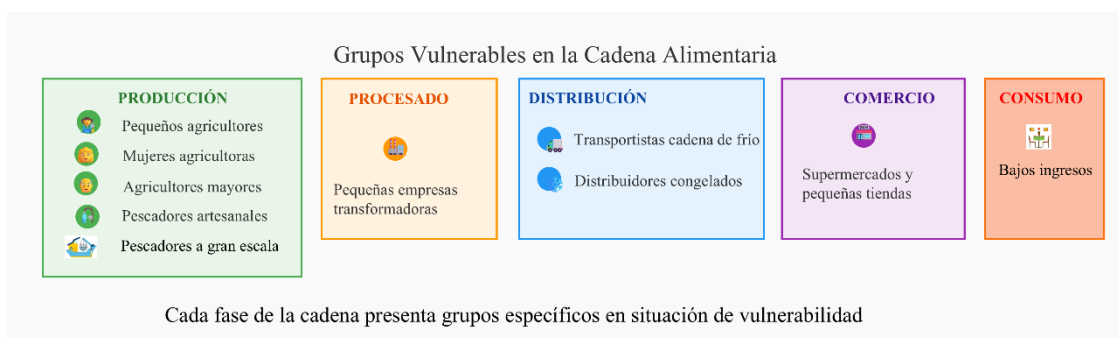 Grupos Vulnerables en la Cadena Alimentaria
PRODUCCIÓN
Pequeños agricultores
Mujeres agricultoras
Agricultores mayores
Pescadores artesanales
Pescadores a gran escala
PROCESADO
Pequeñas empresas
transformadoras
DISTRIBUCIÓN
Transportistas cadena de frío
Distribuidores congelados
COMERCIO
Supermercados y
pequeñas tiendas
CONSUMO
Bajos ingresos
Cada fase de la cadena presenta grupos específicos en situación de vulnerabilidad